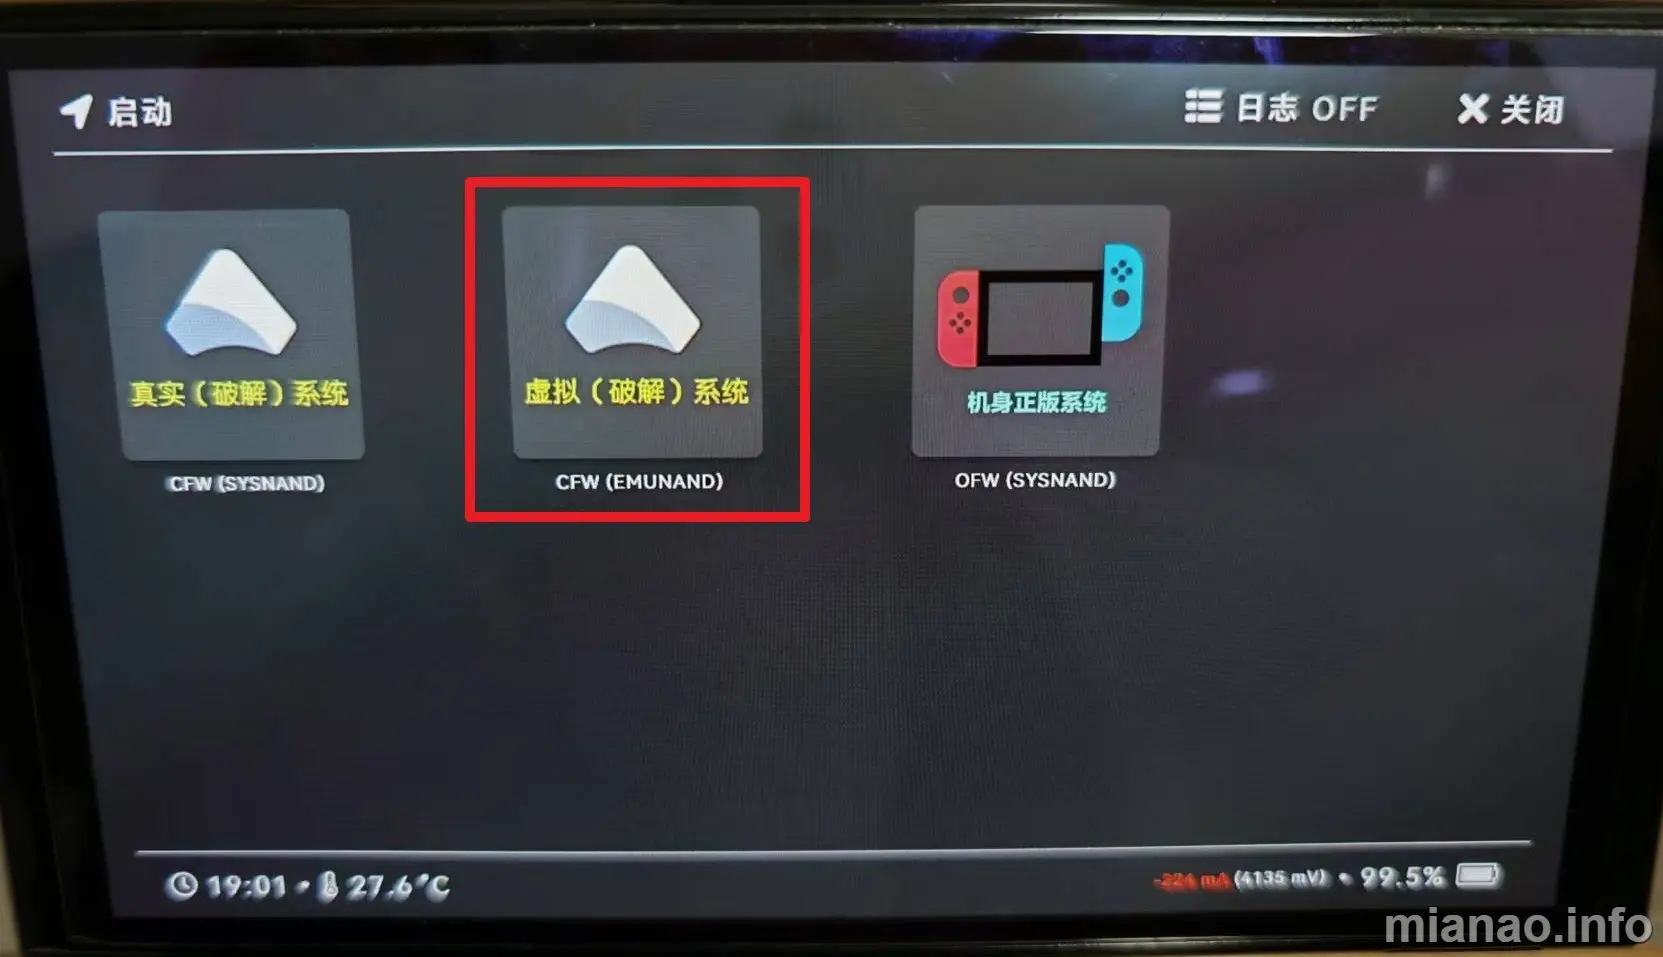 启动
日志 OFF
关闭
真实（破解）系统
CFW (SYSNAND)
虚拟（破解）系统
CFW (EMUNAND)
机身正版系统
OFW (SYSNAND)
19:01 • 27.6°C
-224 mA (4135 mV) • 99.5%
mianao.info